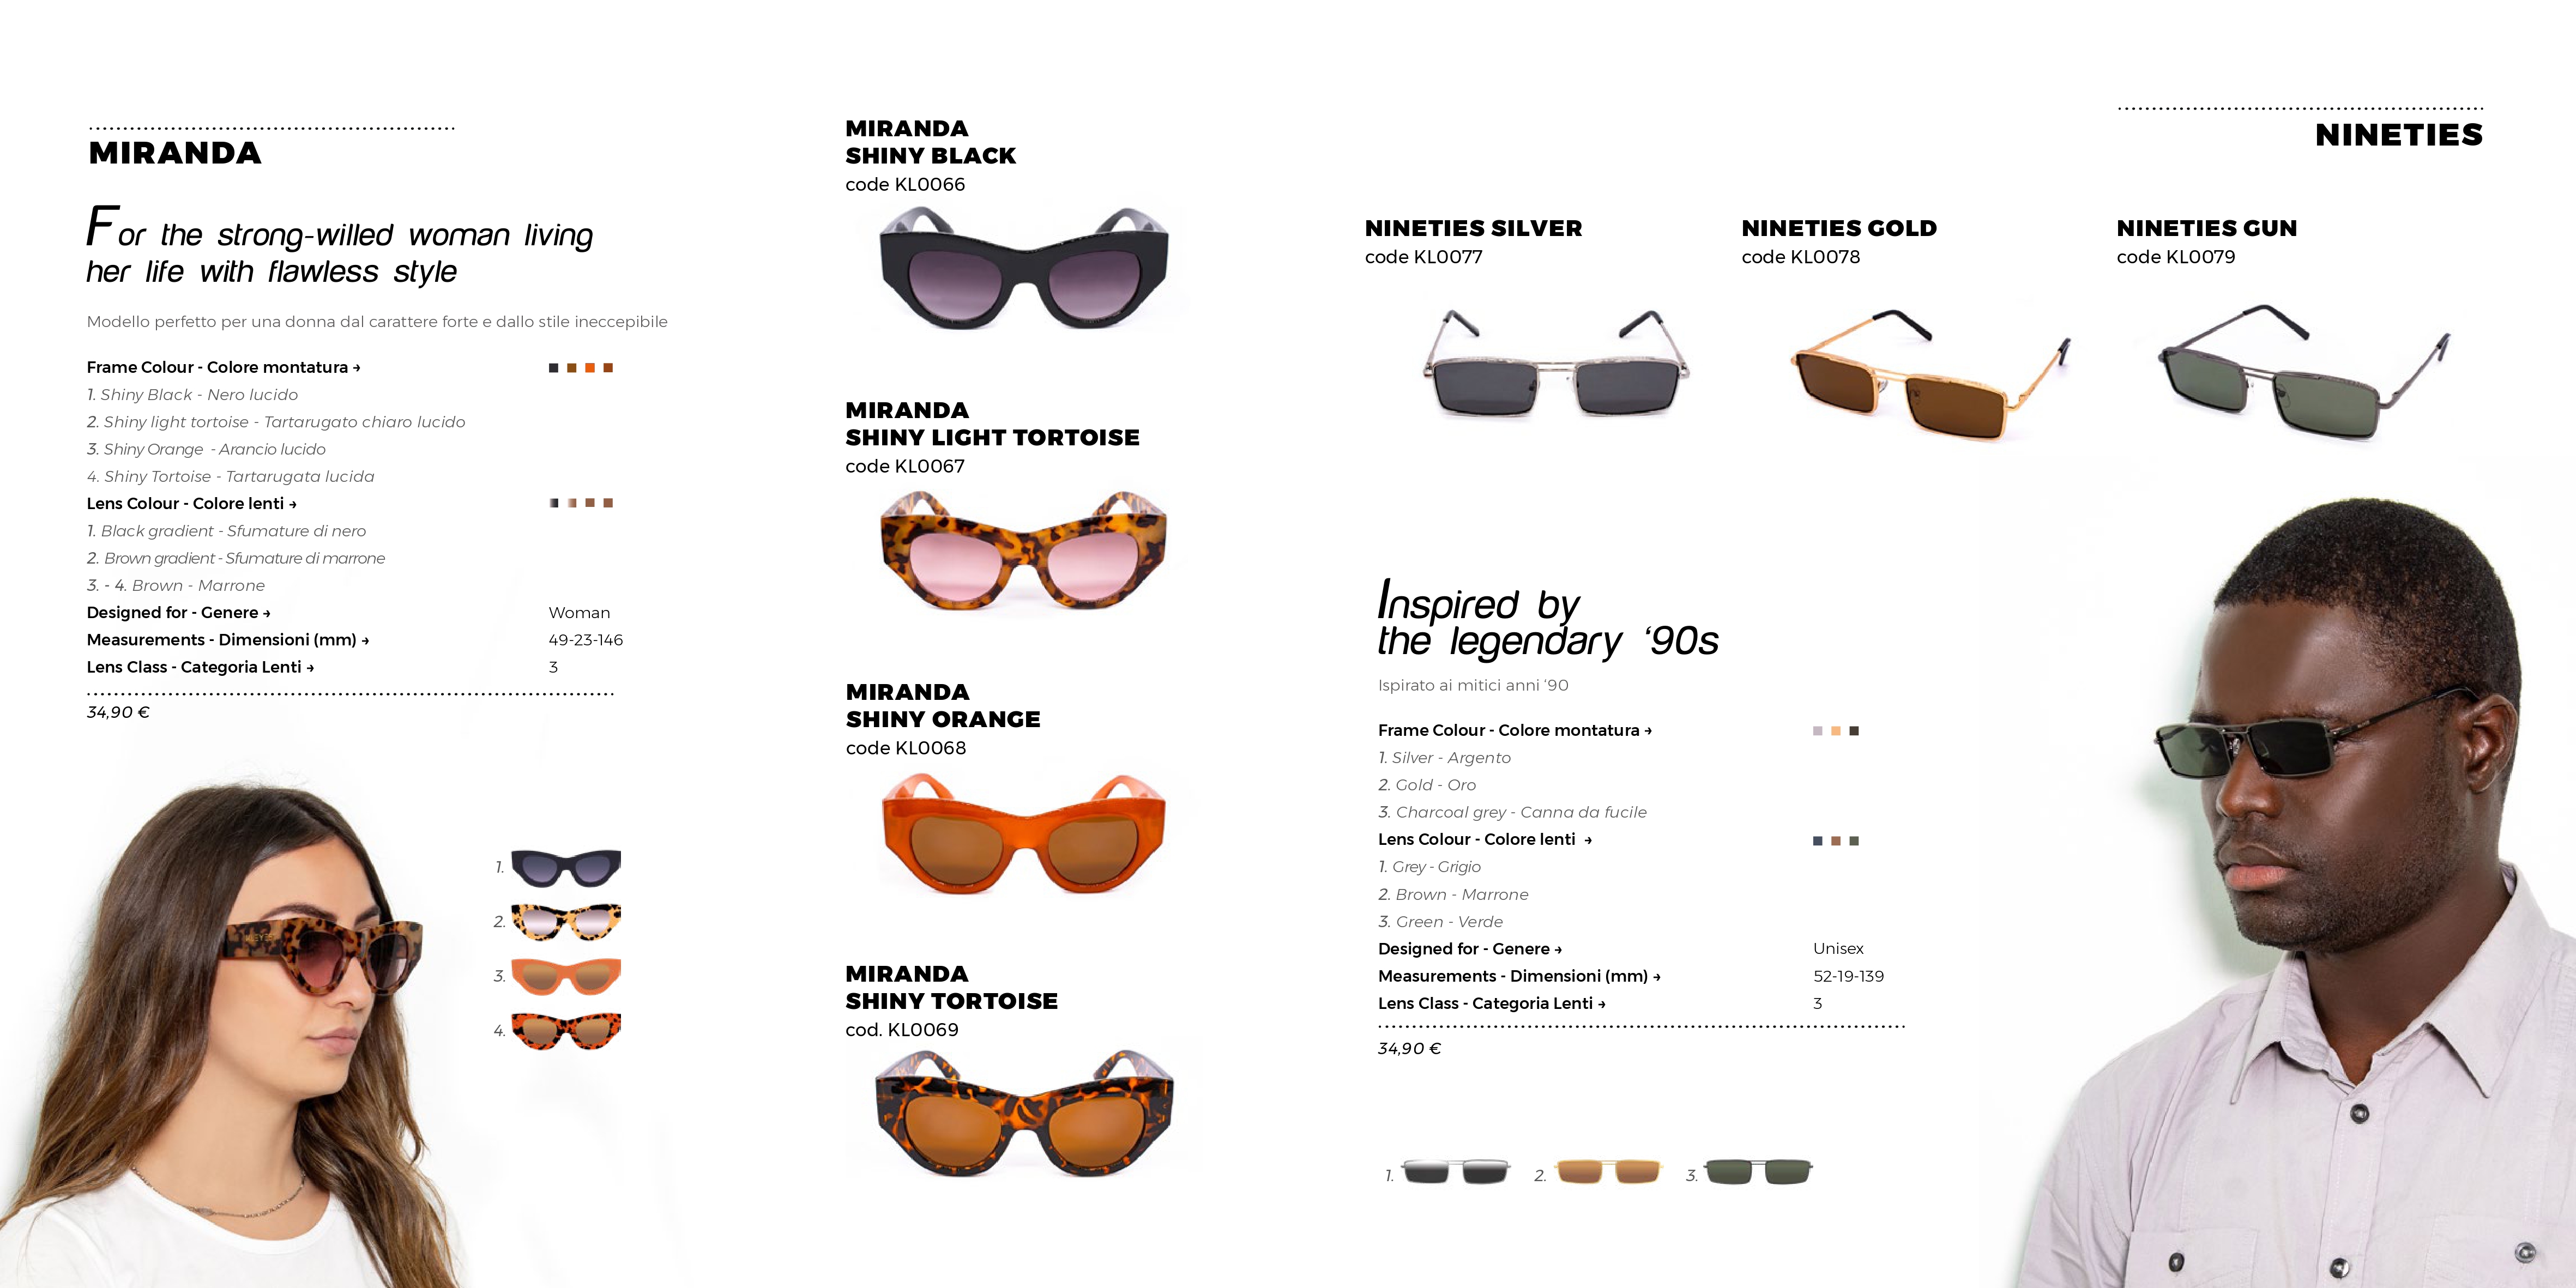 MIRANDA
For the strong-willed woman living
her life with flawless style
Modello perfetto per una donna dal carattere forte e dallo stile ineccepibile
Frame Colour - Colore montatura →
1. Shiny Black - Nero lucido
2. Shiny light tortoise - Tartarugato chiaro lucido
3. Shiny Orange - Arancio lucido
4. Shiny Tortoise - Tartarugata lucida
Lens Colour - Colore lenti →
1. Black gradient - Sfumature di nero
2. Brown gradient - Sfumature di marrone
3. - 4. Brown - Marrone
Designed for - Genere → Woman
Measurements - Dimensioni (mm) → 49-23-146
Lens Class - Categoria Lenti → 3
34,90 €
1.
2.
3.
4.
MIRANDA
SHINY BLACK
code KL0066
MIRANDA
SHINY LIGHT TORTOISE
code KL0067
MIRANDA
SHINY ORANGE
code KL0068
MIRANDA
SHINY TORTOISE
cod. KL0069
NINETIES
NINETIES SILVER
code KL0077
NINETIES GOLD
code KL0078
NINETIES GUN
code KL0079
Inspired by
the legendary ‘90s
Ispirato ai mitici anni ‘90
Frame Colour - Colore montatura →
1. Silver - Argento
2. Gold - Oro
3. Charcoal grey - Canna da fucile
Lens Colour - Colore lenti →
1. Grey - Grigio
2. Brown - Marrone
3. Green - Verde
Designed for - Genere → Unisex
Measurements - Dimensioni (mm) → 52-19-139
Lens Class - Categoria Lenti → 3
34,90 €
1. 2. 3.